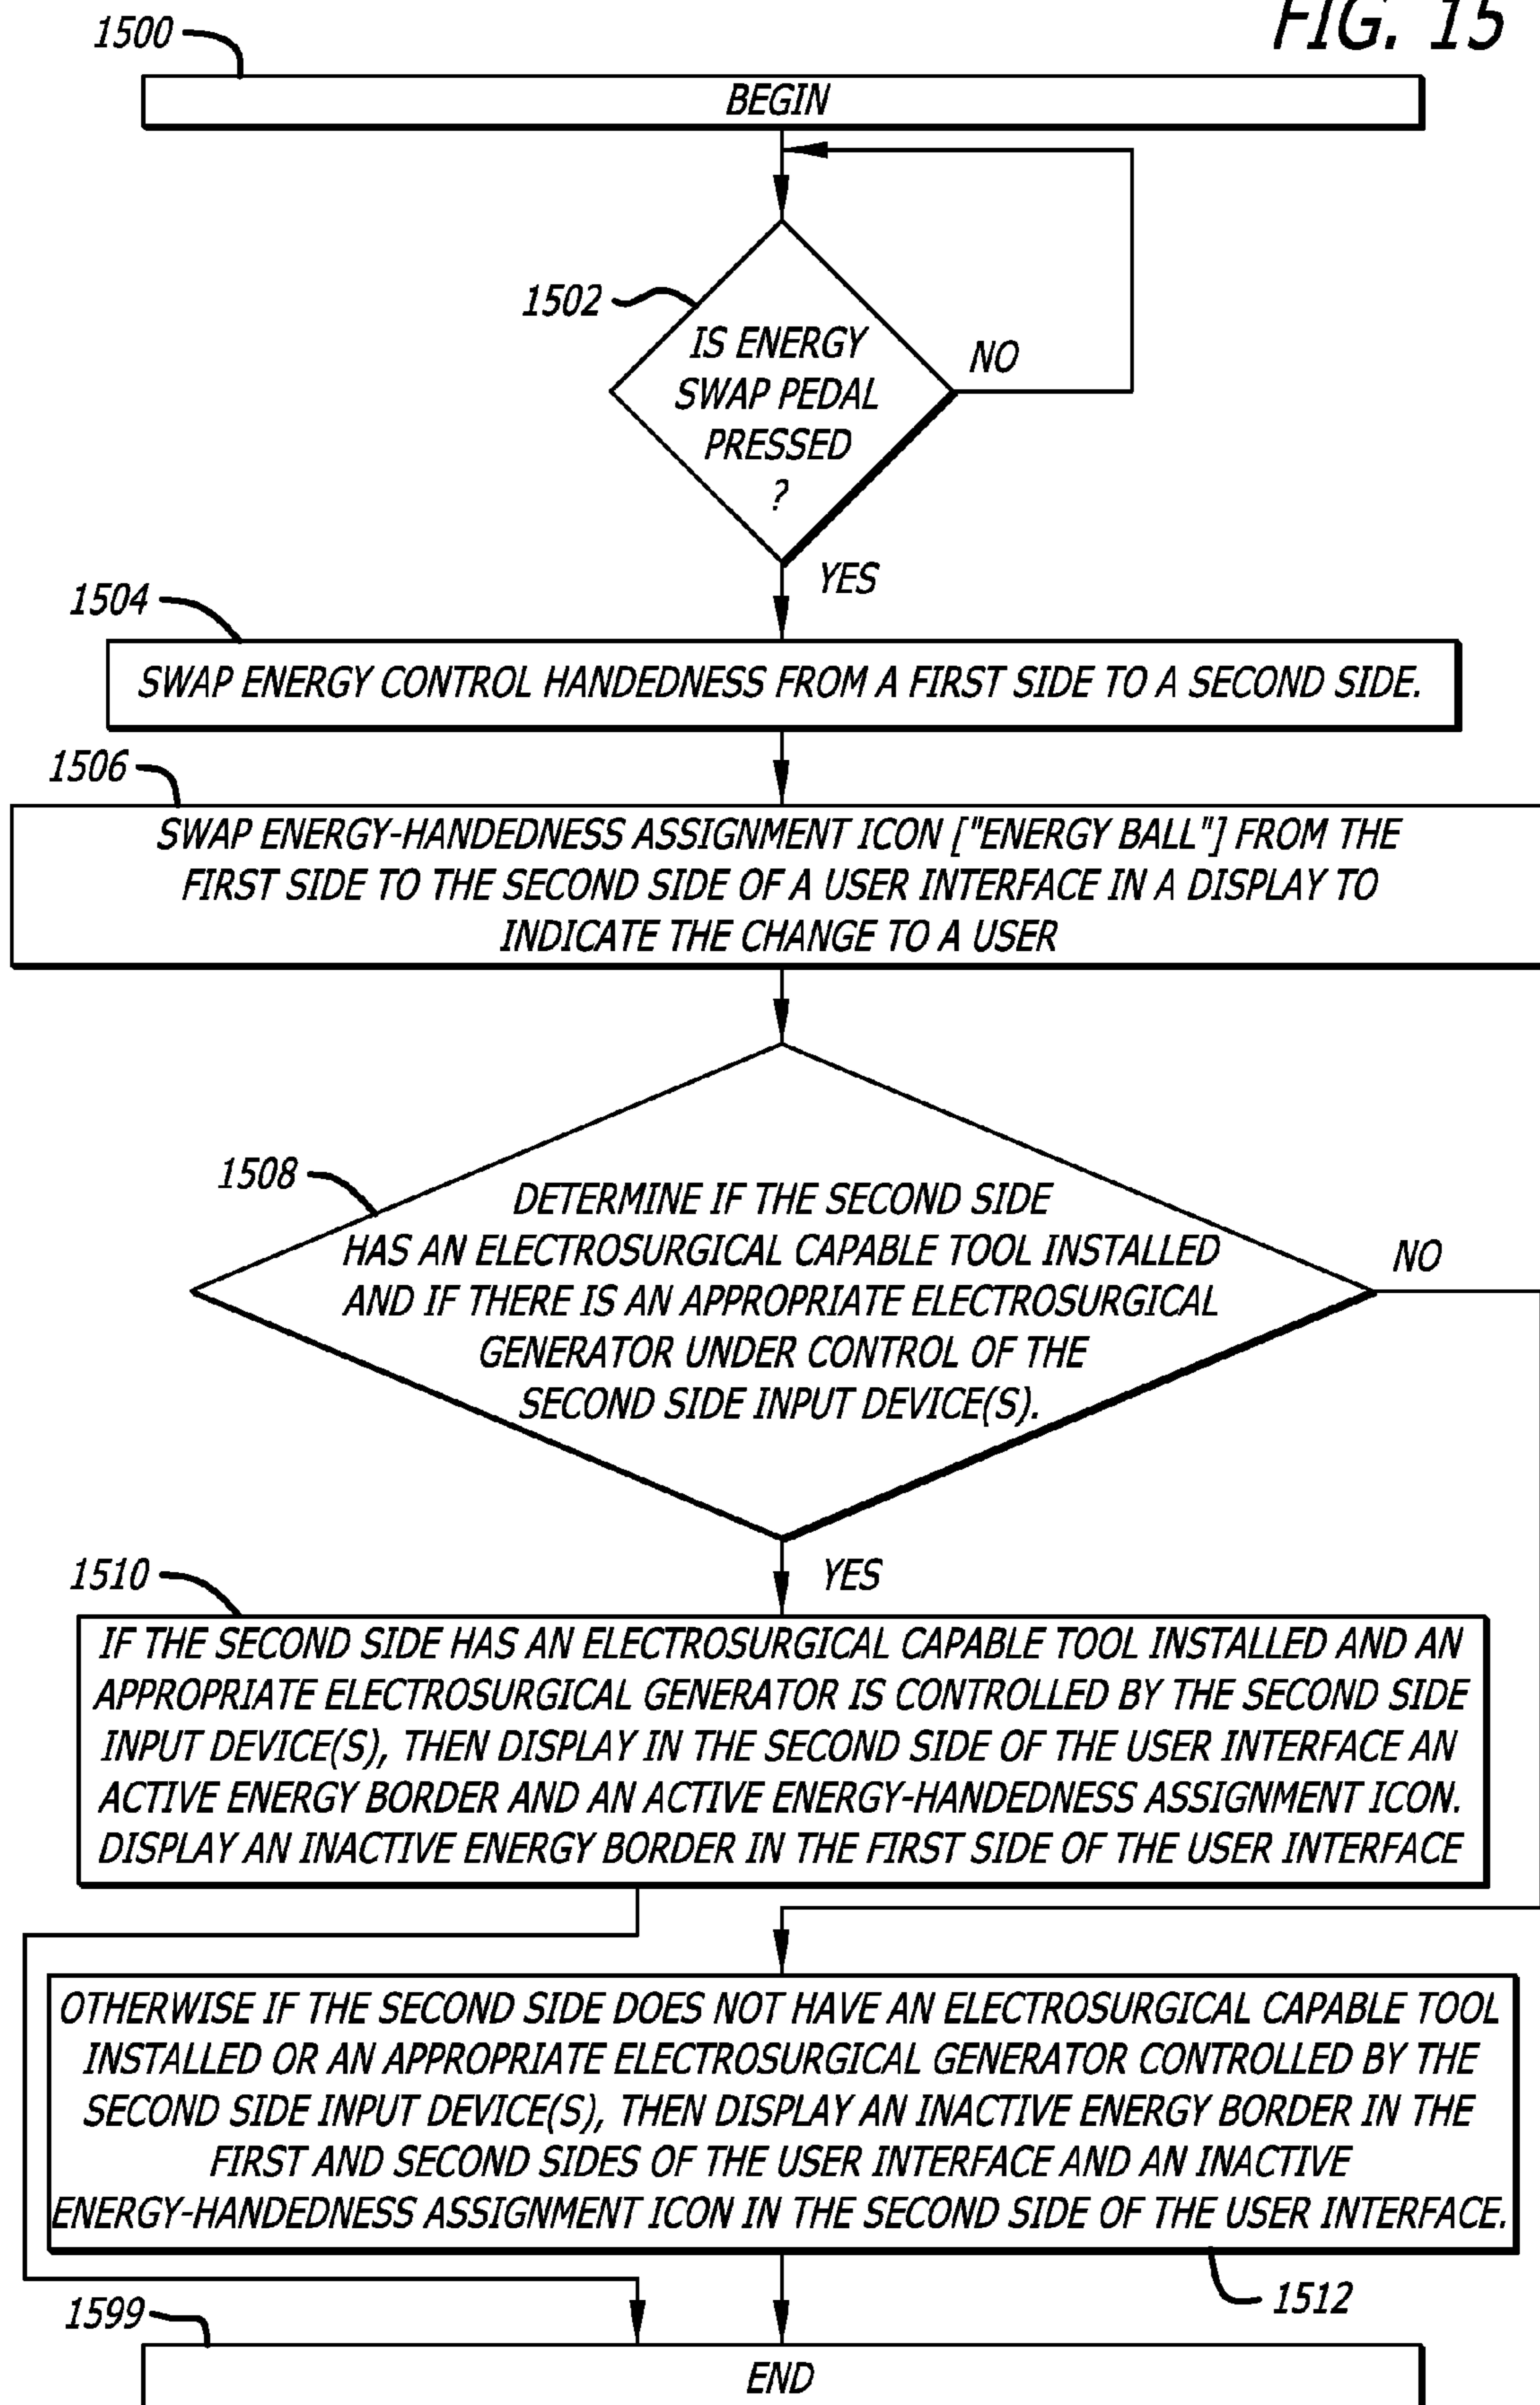 FIG. 15
1500
BEGIN
1502
IS ENERGY
SWAP PEDAL
PRESSED
?
NO
YES
1504
SWAP ENERGY CONTROL HANDEDNESS FROM A FIRST SIDE TO A SECOND SIDE.
1506
SWAP ENERGY-HANDEDNESS ASSIGNMENT ICON ["ENERGY BALL"] FROM THE
FIRST SIDE TO THE SECOND SIDE OF A USER INTERFACE IN A DISPLAY TO
INDICATE THE CHANGE TO A USER
1508
DETERMINE IF THE SECOND SIDE
HAS AN ELECTROSURGICAL CAPABLE TOOL INSTALLED
AND IF THERE IS AN APPROPRIATE ELECTROSURGICAL
GENERATOR UNDER CONTROL OF THE
SECOND SIDE INPUT DEVICE(S).
NO
YES
1510
IF THE SECOND SIDE HAS AN ELECTROSURGICAL CAPABLE TOOL INSTALLED AND AN
APPROPRIATE ELECTROSURGICAL GENERATOR IS CONTROLLED BY THE SECOND SIDE
INPUT DEVICE(S), THEN DISPLAY IN THE SECOND SIDE OF THE USER INTERFACE AN
ACTIVE ENERGY BORDER AND AN ACTIVE ENERGY-HANDEDNESS ASSIGNMENT ICON.
DISPLAY AN INACTIVE ENERGY BORDER IN THE FIRST SIDE OF THE USER INTERFACE
OTHERWISE IF THE SECOND SIDE DOES NOT HAVE AN ELECTROSURGICAL CAPABLE TOOL
INSTALLED OR AN APPROPRIATE ELECTROSURGICAL GENERATOR CONTROLLED BY THE
SECOND SIDE INPUT DEVICE(S), THEN DISPLAY AN INACTIVE ENERGY BORDER IN THE
FIRST AND SECOND SIDES OF THE USER INTERFACE AND AN INACTIVE
ENERGY-HANDEDNESS ASSIGNMENT ICON IN THE SECOND SIDE OF THE USER INTERFACE.
1512
1599
END